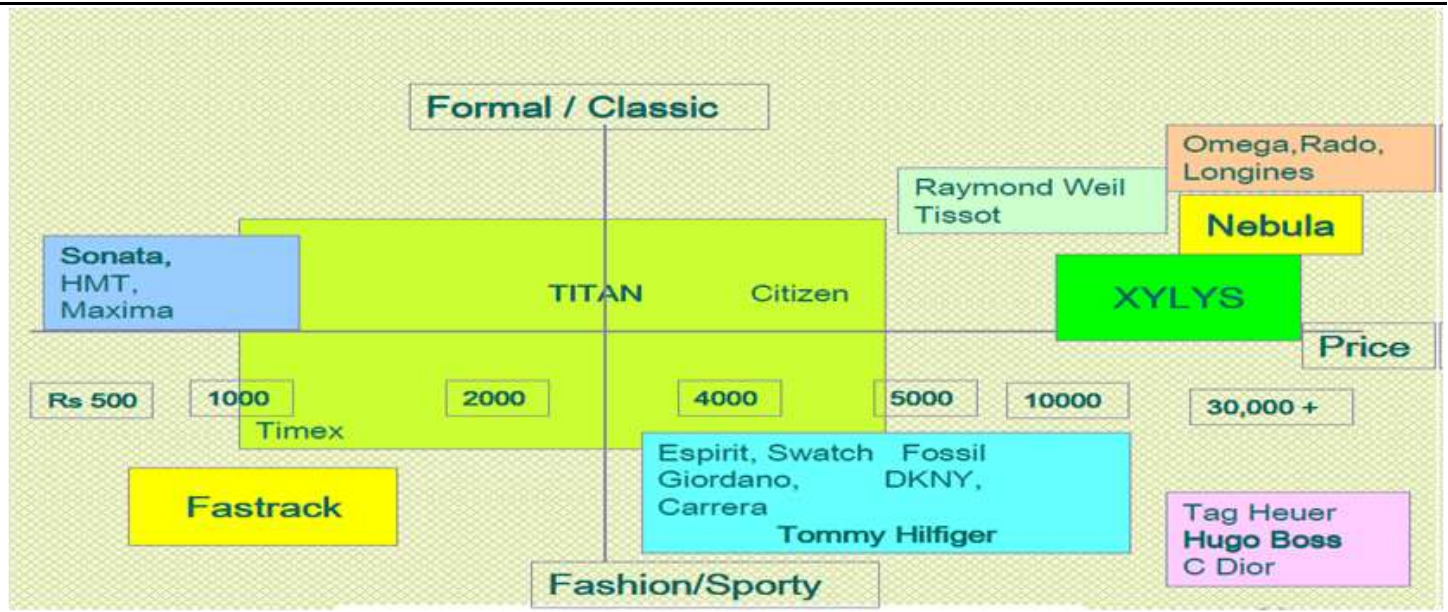 Formal / Classic
Omega,Rado,
Longines
Raymond Weil
Tissot
Nebula
Sonata,
HMT,
Maxima
TITAN Citizen
XYLYS
Price
Rs 500 1000 2000 4000 5000 10000 30,000 +
Timex
Espirit, Swatch Fossil
Giordano, DKNY,
Carrera
Tommy Hilfiger
Fastrack
Tag Heuer
Hugo Boss
C Dior
Fashion/Sporty